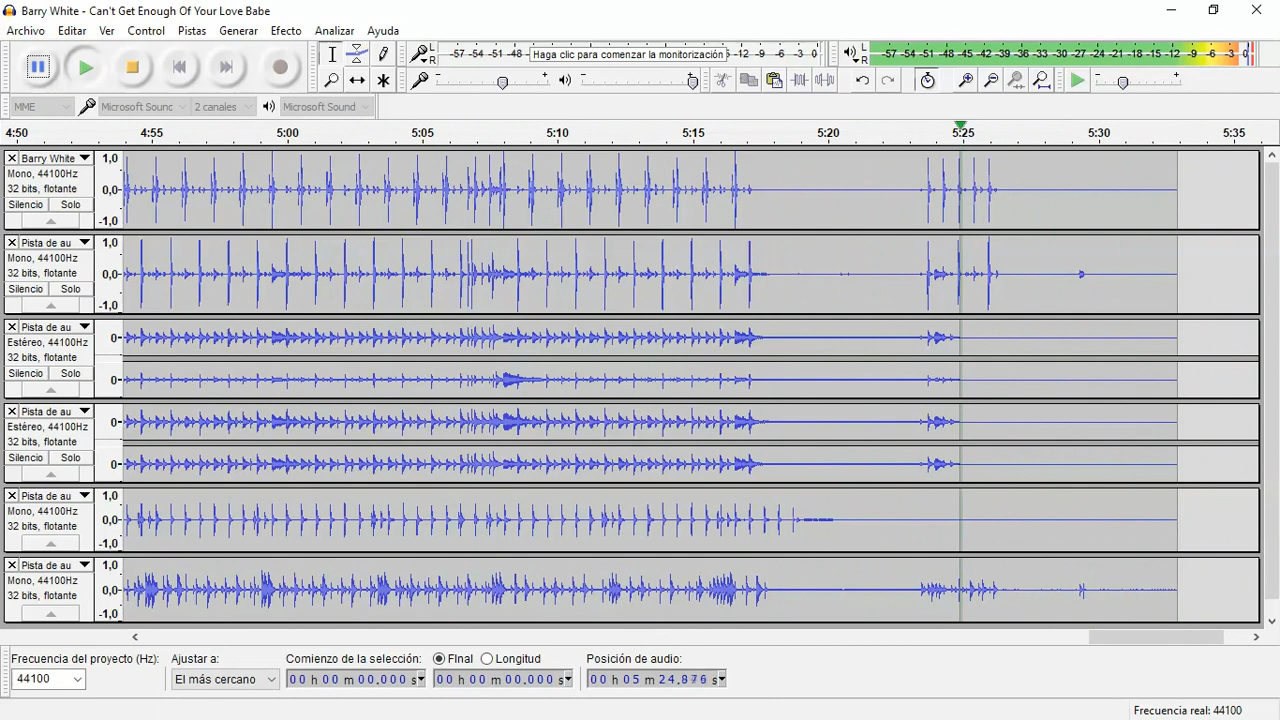 Barry White - Can't Get Enough Of Your Love Babe
Archivo Editar Ver Control Pistas Generar Efecto Analizar Ayuda
L R -57 -54 -51 -48 Haga clic para comenzar la monitorización -12 -9 -6 -3 0 L R -57 -54 -51 -48 -45 -42 -39 -36 -33 -30 -27 -24 -21 -18 -15 -12 -9 -6 -3 0
MME Microsoft Sounc 2 canales Microsoft Sound
4:50 4:55 5:00 5:05 5:10 5:15 5:20 5:25 5:30 5:35
Barry White 1,0
Mono, 44100Hz
32 bits, flotante 0,0
Silencio Solo
-1,0
Pista de au 1,0
Mono, 44100Hz
32 bits, flotante 0,0
Silencio Solo
-1,0
Pista de au
Estéreo, 44100Hz 0
32 bits, flotante
Silencio Solo 0
Pista de au
Estéreo, 44100Hz 0
32 bits, flotante
Silencio Solo 0
Pista de au 1,0
Mono, 44100Hz
32 bits, flotante 0,0
-1,0
Pista de au 1,0
Mono, 44100Hz
32 bits, flotante 0,0
-1,0
Frecuencia del proyecto (Hz): Ajustar a: Comienzo de la selección: FInal Longitud Posición de audio:
44100 El más cercano 00 h 00 m 00.000 s 00 h 00 m 00.000 s 00 h 05 m 24.876 s
Frecuencia real: 44100